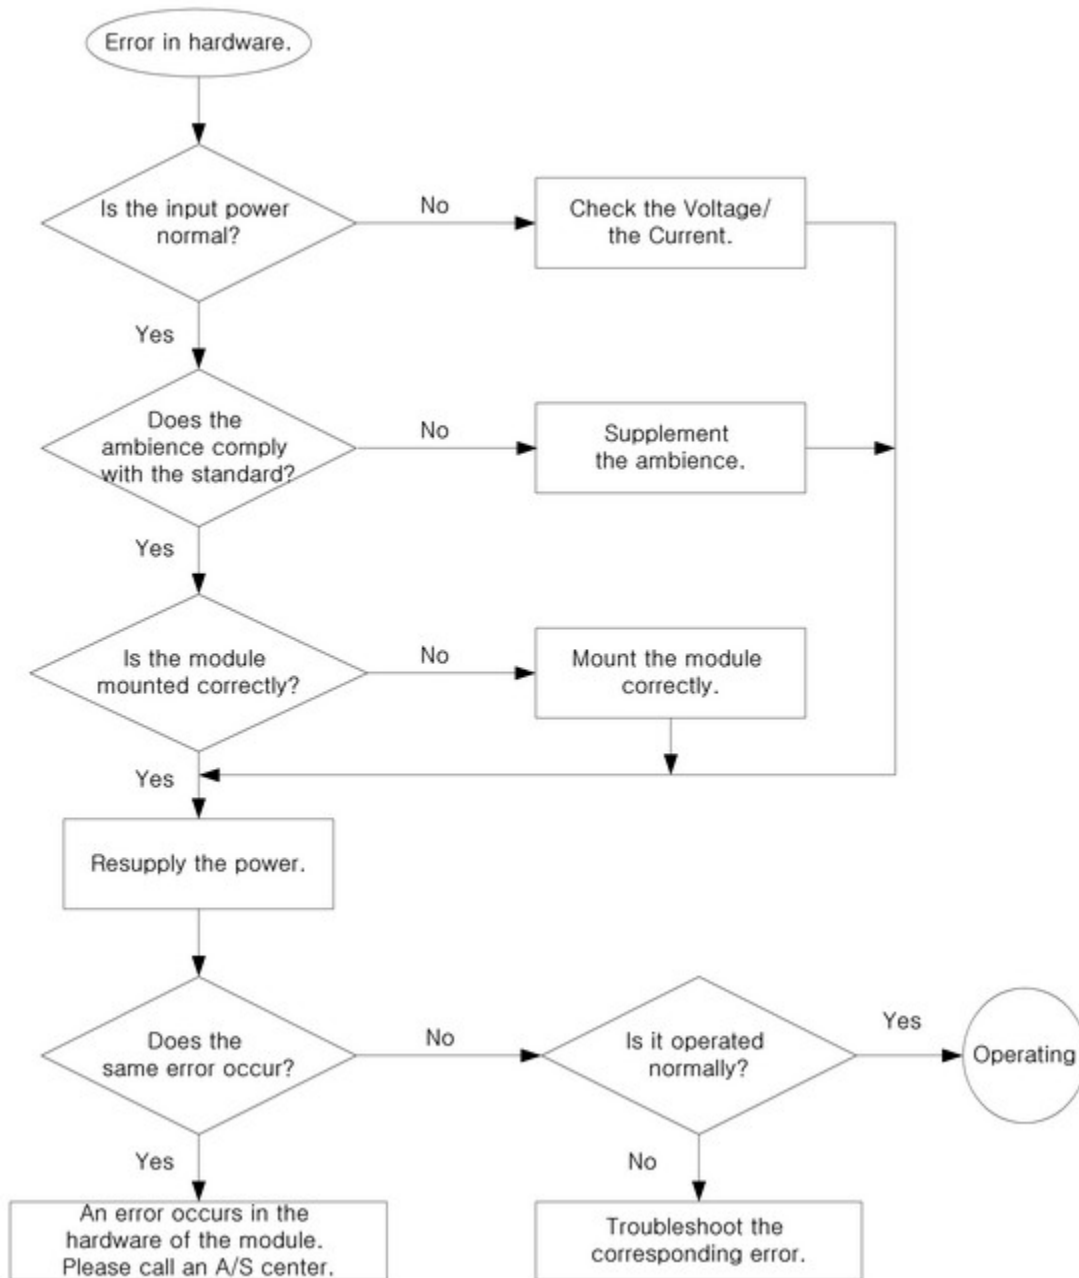 Error in hardware.
Is the input power
normal?
No
Check the Voltage/
the Current.
Yes
Does the
ambience comply
with the standard?
No
Supplement
the ambience.
Yes
Is the module
mounted correctly?
No
Mount the module
correctly.
Yes
Resupply the power.
Does the
same error occur?
No
Is it operated
normally?
Yes
Operating
Yes
An error occurs in the
hardware of the module.
Please call an A/S center.
No
Troubleshoot the
corresponding error.